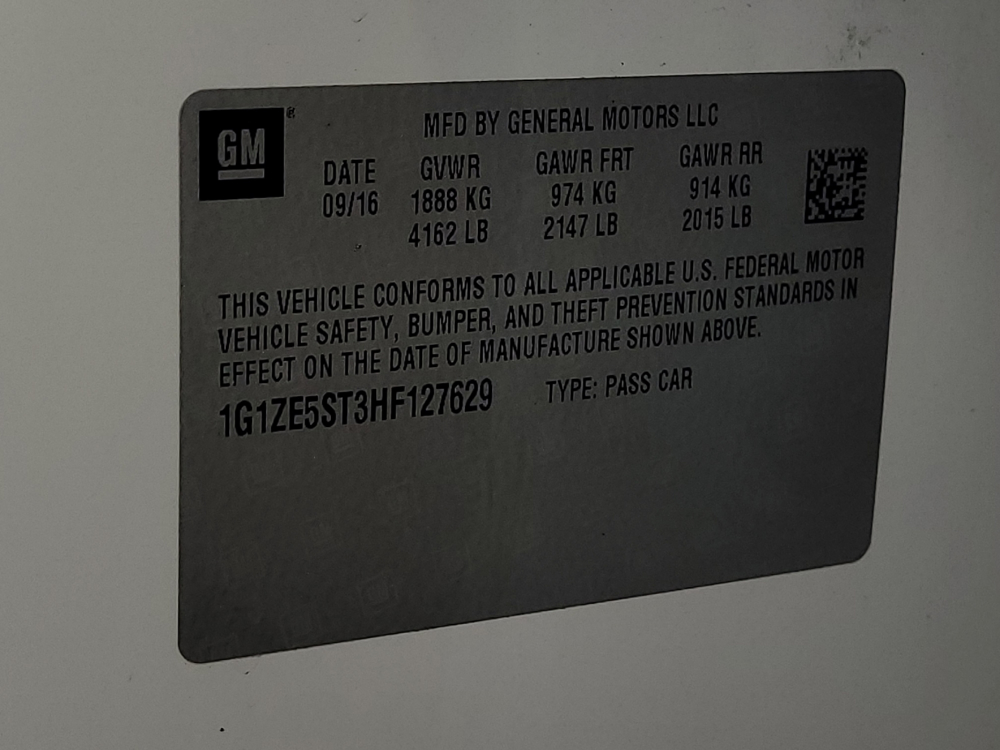 GM
®
MFD BY GENERAL MOTORS LLC
DATE GVWR GAWR FRT GAWR RR
09/16 1888 KG 974 KG 914 KG
4162 LB 2147 LB 2015 LB
THIS VEHICLE CONFORMS TO ALL APPLICABLE U.S. FEDERAL MOTOR
VEHICLE SAFETY, BUMPER, AND THEFT PREVENTION STANDARDS IN
EFFECT ON THE DATE OF MANUFACTURE SHOWN ABOVE.
1G1ZE5ST3HF127629 TYPE: PASS CAR